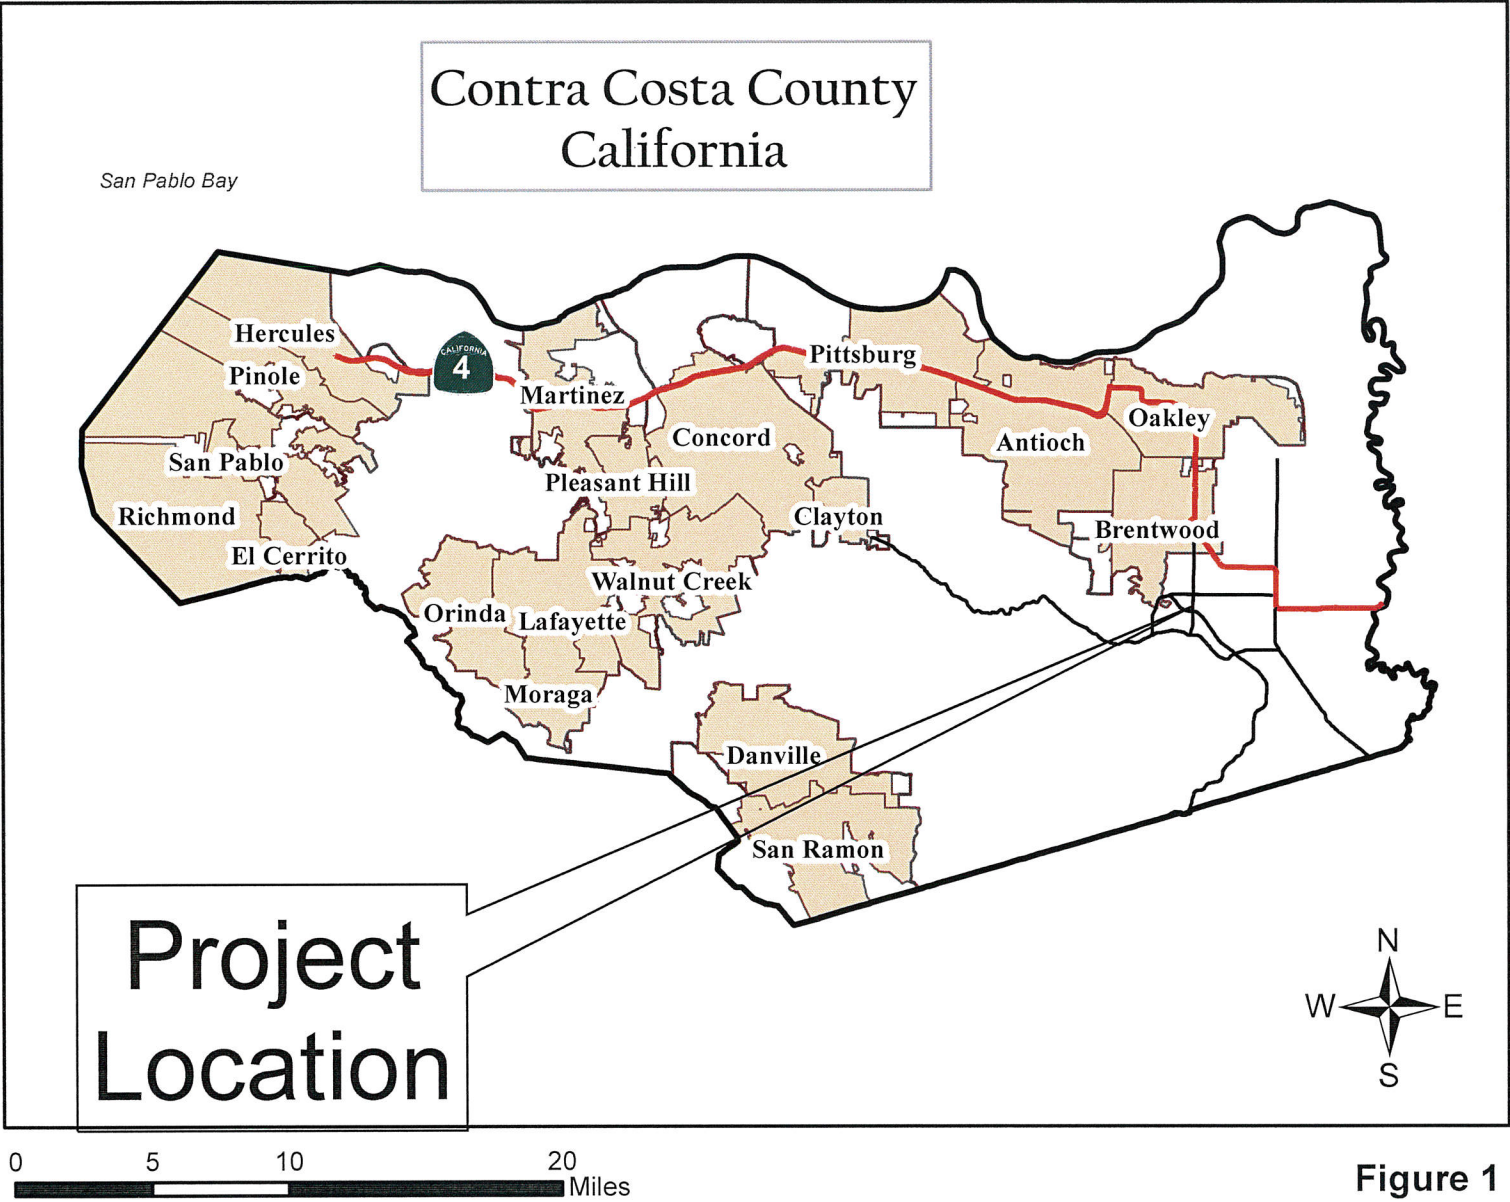 Contra Costa County
California
San Pablo Bay
Hercules
CALIFORNIA
4
Pinole
Martinez
Pittsburg
Concord
Antioch
Oakley
San Pablo
Pleasant Hill
Richmond
Clayton
Brentwood
El Cerrito
Walnut Creek
Orinda
Lafayette
Moraga
Danville
San Ramon
Project
Location
N
W E
S
0 5 10 20
Miles
Figure 1